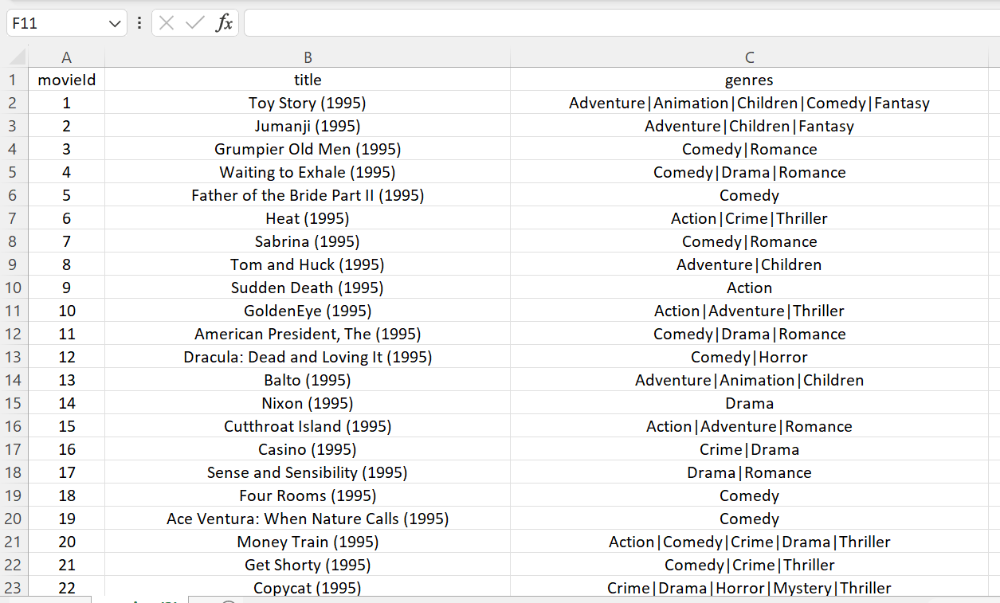 F11 fx
A B C
1 movieId title genres
2 1 Toy Story (1995) Adventure|Animation|Children|Comedy|Fantasy
3 2 Jumanji (1995) Adventure|Children|Fantasy
4 3 Grumpier Old Men (1995) Comedy|Romance
5 4 Waiting to Exhale (1995) Comedy|Drama|Romance
6 5 Father of the Bride Part II (1995) Comedy
7 6 Heat (1995) Action|Crime|Thriller
8 7 Sabrina (1995) Comedy|Romance
9 8 Tom and Huck (1995) Adventure|Children
10 9 Sudden Death (1995) Action
11 10 GoldenEye (1995) Action|Adventure|Thriller
12 11 American President, The (1995) Comedy|Drama|Romance
13 12 Dracula: Dead and Loving It (1995) Comedy|Horror
14 13 Balto (1995) Adventure|Animation|Children
15 14 Nixon (1995) Drama
16 15 Cutthroat Island (1995) Action|Adventure|Romance
17 16 Casino (1995) Crime|Drama
18 17 Sense and Sensibility (1995) Drama|Romance
19 18 Four Rooms (1995) Comedy
20 19 Ace Ventura: When Nature Calls (1995) Comedy
21 20 Money Train (1995) Action|Comedy|Crime|Drama|Thriller
22 21 Get Shorty (1995) Comedy|Crime|Thriller
23 22 Copycat (1995) Crime|Drama|Horror|Mystery|Thriller